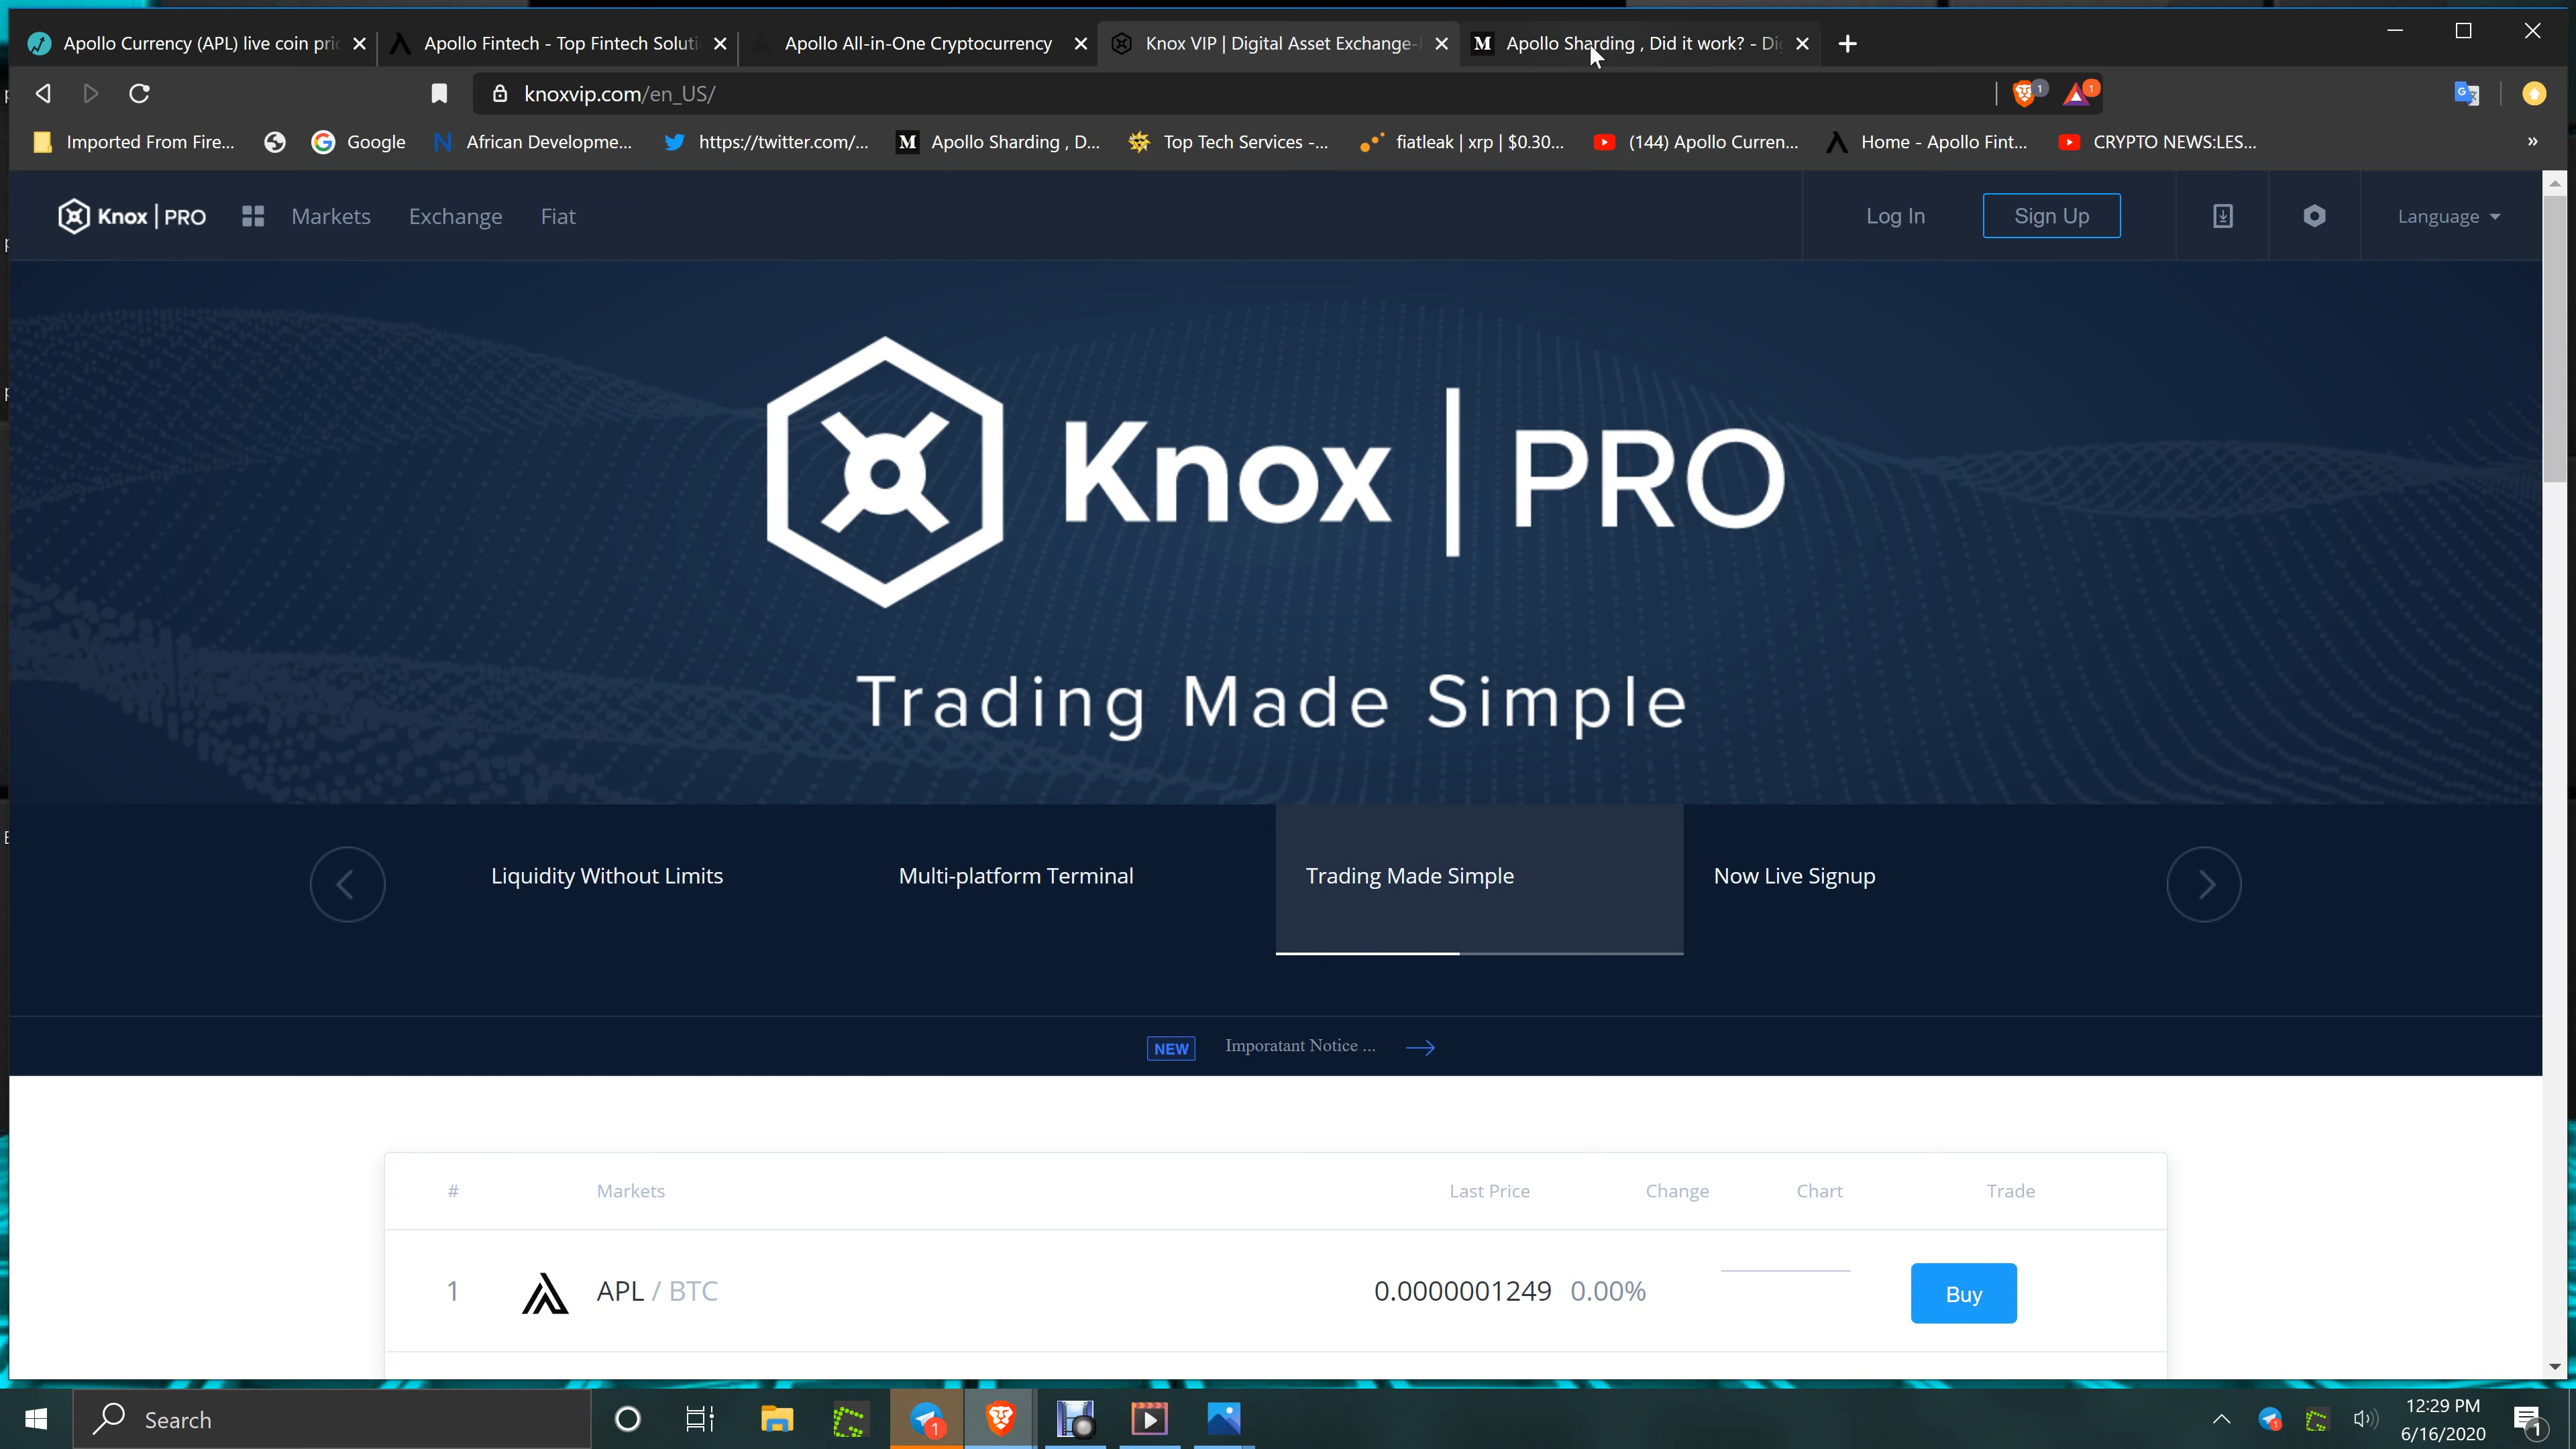 Apollo Currency (APL) live coin pric
Apollo Fintech - Top Fintech Soluti
Apollo All-in-One Cryptocurrency
Knox VIP | Digital Asset Exchange-
M Apollo Sharding , Did it work? - Di
knoxvip.com/en_US/
1
1
Imported From Fire...
Google
N African Developme...
https://twitter.com/...
M Apollo Sharding , D...
Top Tech Services -...
fiatleak | xrp | $0.30...
(144) Apollo Curren...
Home - Apollo Fint...
CRYPTO NEWS:LES...
»
Knox | PRO
Markets
Exchange
Fiat
Log In
Sign Up
Language
Knox | PRO
Trading Made Simple
Liquidity Without Limits
Multi-platform Terminal
Trading Made Simple
Now Live Signup
NEW Imporatant Notice ...
# Markets Last Price Change Chart Trade
1 APL / BTC 0.0000001249 0.00% Buy
Search
1
1
12:29 PM
6/16/2020
1